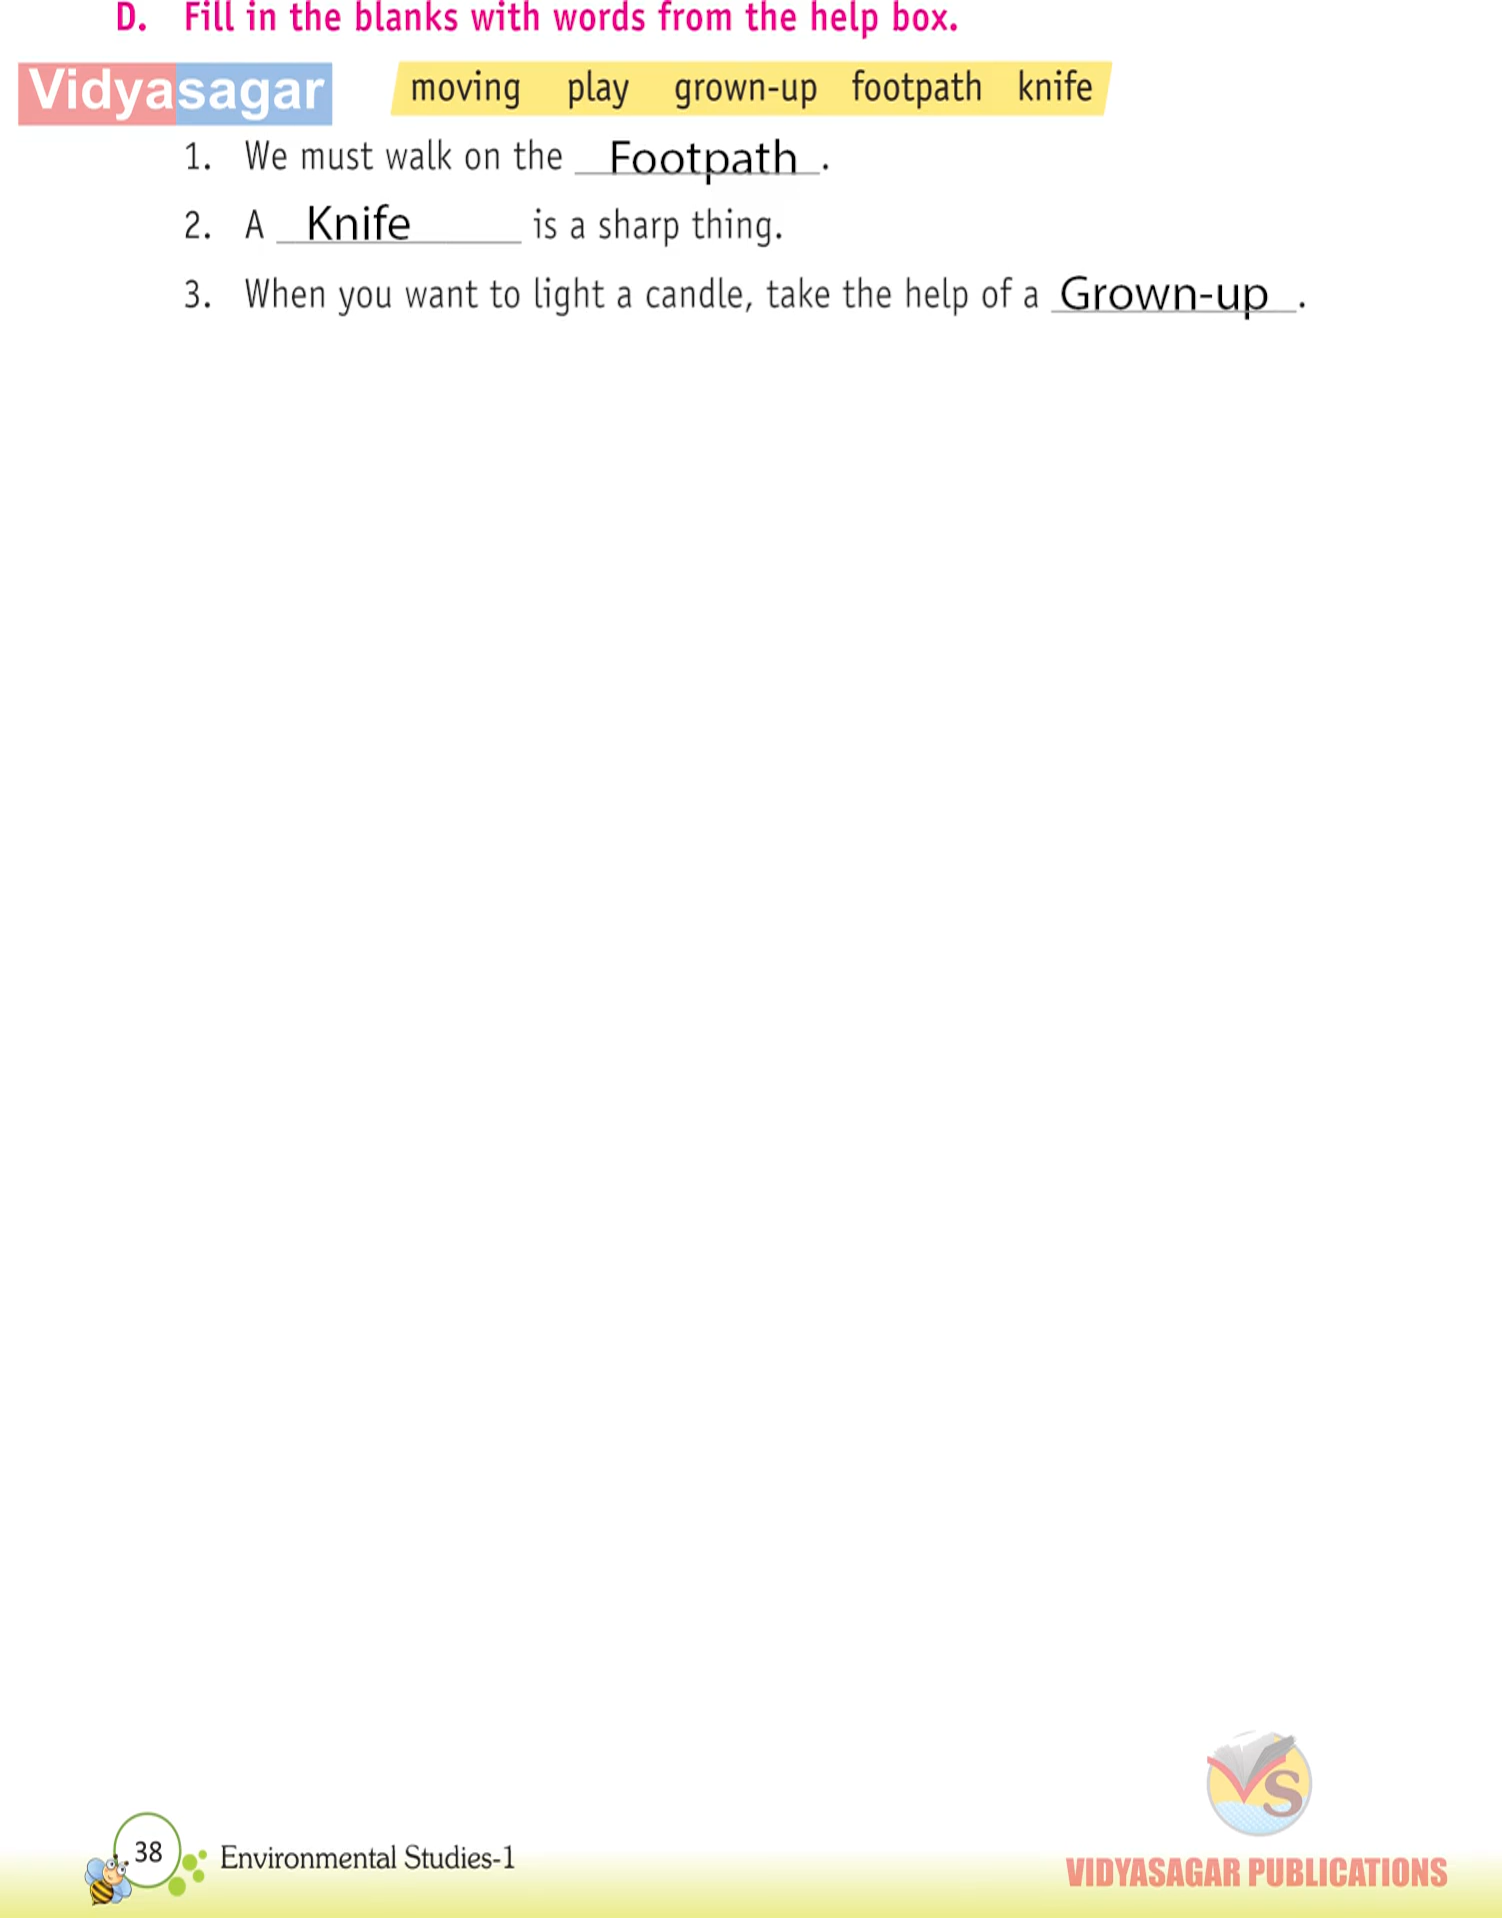 D. Fill in the blanks with words from the help box.
Vidyasagar
moving play grown-up footpath knife
1. We must walk on the Footpath.
2. A Knife is a sharp thing.
3. When you want to light a candle, take the help of a Grown-up.
VS
38 Environmental Studies-1
VIDYASAGAR PUBLICATIONS